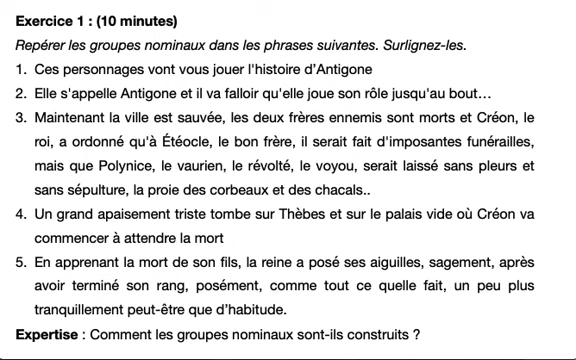 Exercice 1 : (10 minutes)
Repérer les groupes nominaux dans les phrases suivantes. Surlignez-les.
1. Ces personnages vont vous jouer l'histoire d'Antigone
2. Elle s'appelle Antigone et il va falloir qu'elle joue son rôle jusqu'au bout…
3. Maintenant la ville est sauvée, les deux frères ennemis sont morts et Créon, le
roi, a ordonné qu'à Étéocle, le bon frère, il serait fait d'imposantes funérailles,
mais que Polynice, le vaurien, le révolté, le voyou, serait laissé sans pleurs et
sans sépulture, la proie des corbeaux et des chacals..
4. Un grand apaisement triste tombe sur Thèbes et sur le palais vide où Créon va
commencer à attendre la mort
5. En apprenant la mort de son fils, la reine a posé ses aiguilles, sagement, après
avoir terminé son rang, posément, comme tout ce quelle fait, un peu plus
tranquillement peut-être que d'habitude.
Expertise : Comment les groupes nominaux sont-ils construits ?